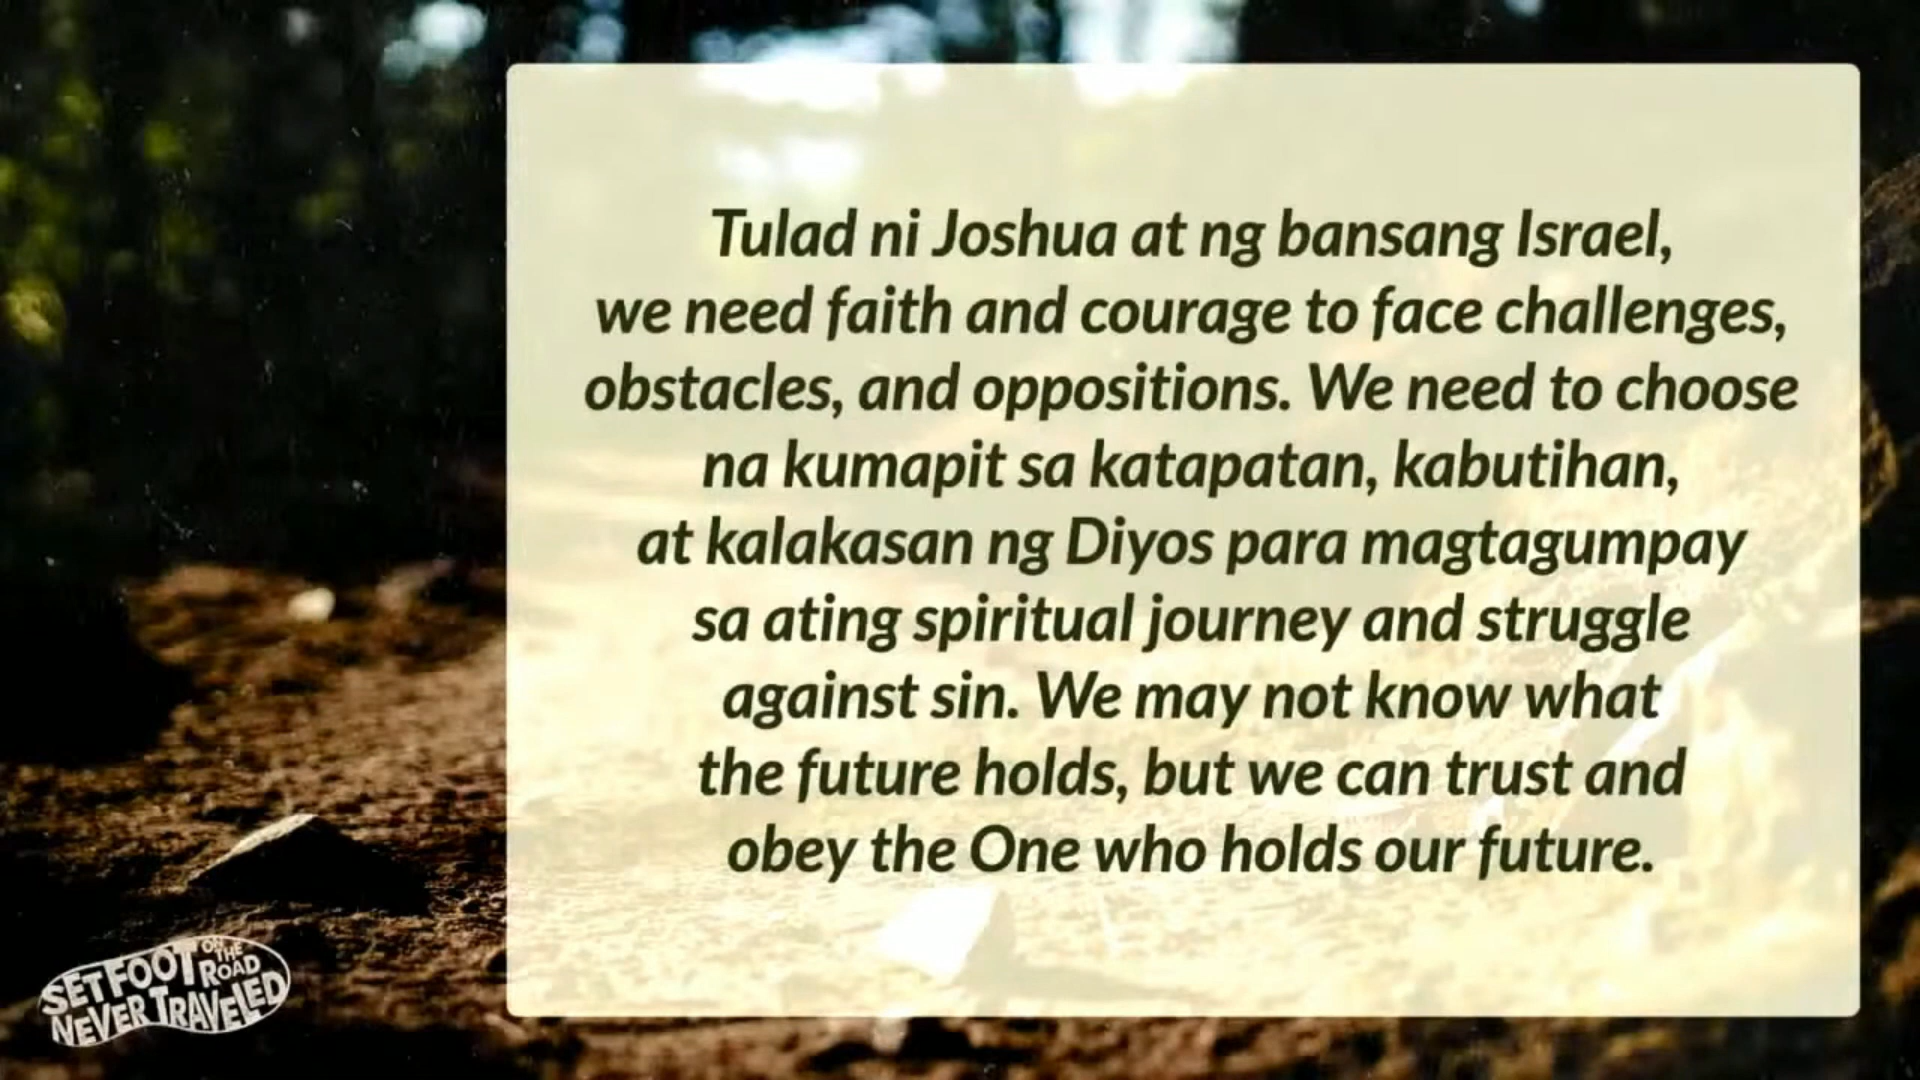 Tulad ni Joshua at ng bansang Israel,
we need faith and courage to face challenges,
obstacles, and oppositions. We need to choose
na kumapit sa katapatan, kabutihan,
at kalakasan ng Diyos para magtagumpay
sa ating spiritual journey and struggle
against sin. We may not know what
the future holds, but we can trust and
obey the One who holds our future.
SET FOOT ON THE ROAD
NEVER TRAVELED